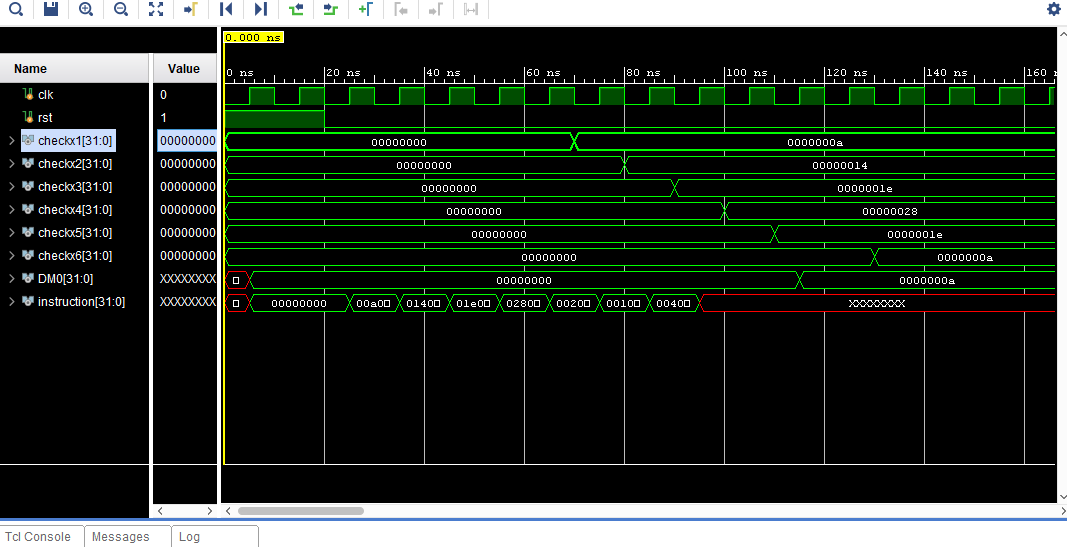 0.000 ns
Name Value
0 ns 20 ns 40 ns 60 ns 80 ns 100 ns 120 ns 140 ns 160 n
clk 0
rst 1
checkx1[31:0] 00000000 00000000 0000000a
checkx2[31:0] 00000000 00000000 00000014
checkx3[31:0] 00000000 00000000 0000001e
checkx4[31:0] 00000000 00000000 00000028
checkx5[31:0] 00000000 00000000 0000001e
checkx6[31:0] 00000000 00000000 0000000a
DM0[31:0] XXXXXXXX 00000000 0000000a
instruction[31:0] XXXXXXXX 00000000 00a0 0140 01e0 0280 0020 0010 0040 XXXXXXXX
Tcl Console Messages Log